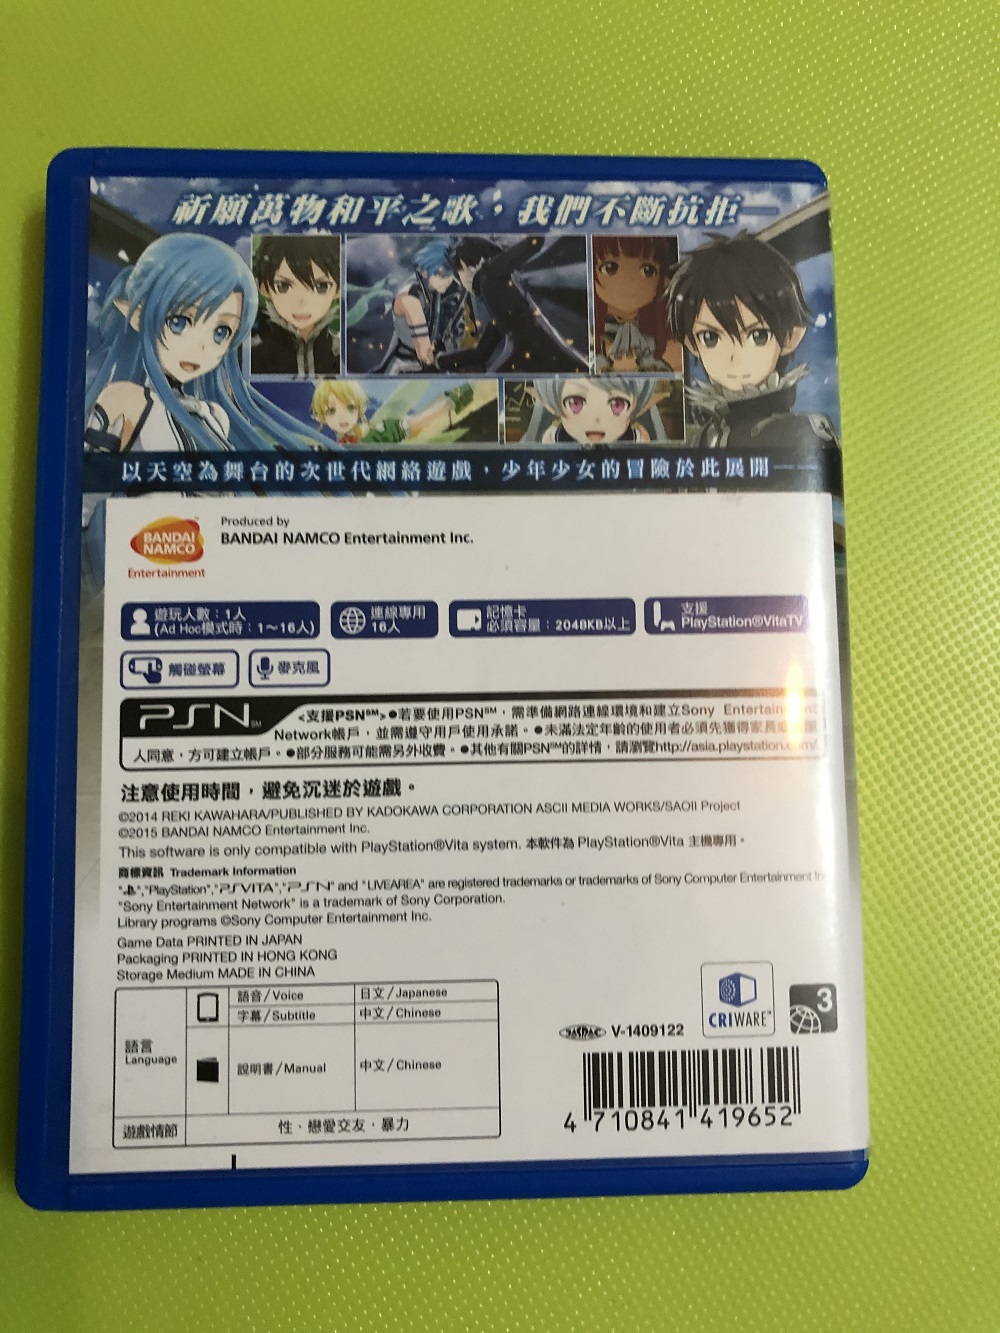 祈願萬物和平之歌，我們不斷抗拒—
以天空為舞台的次世代網絡遊戲，少年少女的冒險於此展開——
BANDAI
NAMCO
Entertainment
Produced by
BANDAI NAMCO Entertainment Inc.
遊玩人數：1人
(Ad Hoc模式時：1～16人)
連線專用
16人
記憶卡
必須容量：2048KB以上
支援
PlayStation®VitaTV
觸碰螢幕
麥克風
PSN℠
<支援PSN℠>●若要使用PSN℠，需準備網路連線環境和建立Sony Entertainment
Network帳戶，並需遵守用戶使用承諾。●未滿法定年齡的使用者必須先獲得家長
人同意，方可建立帳戶。●部分服務可能需另外收費。●其他有關PSN℠的詳情，請瀏覽http://asia.playstation.com/
注意使用時間，避免沉迷於遊戲。
©2014 REKI KAWAHARA/PUBLISHED BY KADOKAWA CORPORATION ASCII MEDIA WORKS/SAOII Project
©2015 BANDAI NAMCO Entertainment Inc.
This software is only compatible with PlayStation®Vita system. 本軟件為 PlayStation®Vita 主機專用。
商標資訊 Trademark Information
" ","PlayStation","PSVITA","PSN" and "LIVEAREA" are registered trademarks or trademarks of Sony Computer Entertainment In
"Sony Entertainment Network" is a trademark of Sony Corporation.
Library programs ©Sony Computer Entertainment Inc.
Game Data PRINTED IN JAPAN
Packaging PRINTED IN HONG KONG
Storage Medium MADE IN CHINA
語言
Language
語音/Voice 日文/Japanese
字幕/Subtitle 中文/Chinese
說明書/Manual 中文/Chinese
遊戲情節 性．戀愛交友．暴力
CRIWARE™
3
JASRAC V-1409122
4 710841 419652